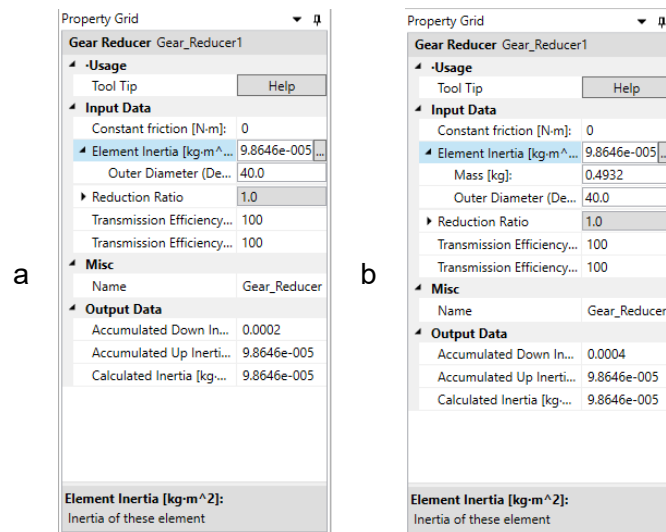 Property Grid
Gear Reducer Gear_Reducer1
·Usage
Tool Tip Help
Input Data
Constant friction [N·m]: 0
Element Inertia [kg·m^... 9.8646e-005 ...
Outer Diameter (De... 40.0
Reduction Ratio 1.0
Transmission Efficiency... 100
Transmission Efficiency... 100
Misc
Name Gear_Reducer
Output Data
Accumulated Down In... 0.0002
Accumulated Up Inerti... 9.8646e-005
Calculated Inertia [kg·... 9.8646e-005
Element Inertia [kg·m^2]:
Inertia of these element
a
Property Grid
Gear Reducer Gear_Reducer1
·Usage
Tool Tip Help
Input Data
Constant friction [N·m]: 0
Element Inertia [kg·m^... 9.8646e-005 ...
Mass [kg]: 0.4932
Outer Diameter (De... 40.0
Reduction Ratio 1.0
Transmission Efficiency... 100
Transmission Efficiency... 100
Misc
Name Gear_Reducer
Output Data
Accumulated Down In... 0.0004
Accumulated Up Inerti... 9.8646e-005
Calculated Inertia [kg·... 9.8646e-005
Element Inertia [kg·m^2]:
Inertia of these element
b